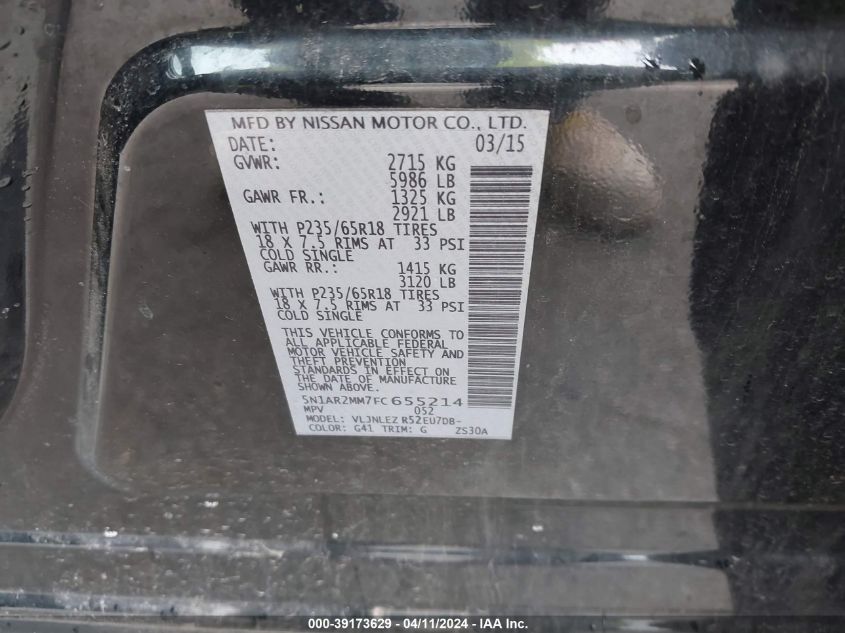 MFD BY NISSAN MOTOR CO., LTD.
DATE: 03/15
GVWR: 2715 KG
5986 LB
GAWR FR.: 1325 KG
2921 LB
WITH P235/65R18 TIRES
18 X 7.5 RIMS AT 33 PSI
COLD SINGLE
GAWR RR.: 1415 KG
3120 LB
WITH P235/65R18 TIRES
18 X 7.5 RIMS AT 33 PSI
COLD SINGLE
THIS VEHICLE CONFORMS TO
ALL APPLICABLE FEDERAL
MOTOR VEHICLE SAFETY AND
THEFT PREVENTION
STANDARDS IN EFFECT ON
THE DATE OF MANUFACTURE
SHOWN ABOVE.
5N1AR2MM7FC655214
MPV 052
MODEL: VLJNLEZ R52EU7DB-
COLOR: G41 TRIM: G ZS30A
000-39173629 - 04/11/2024 - IAA Inc.